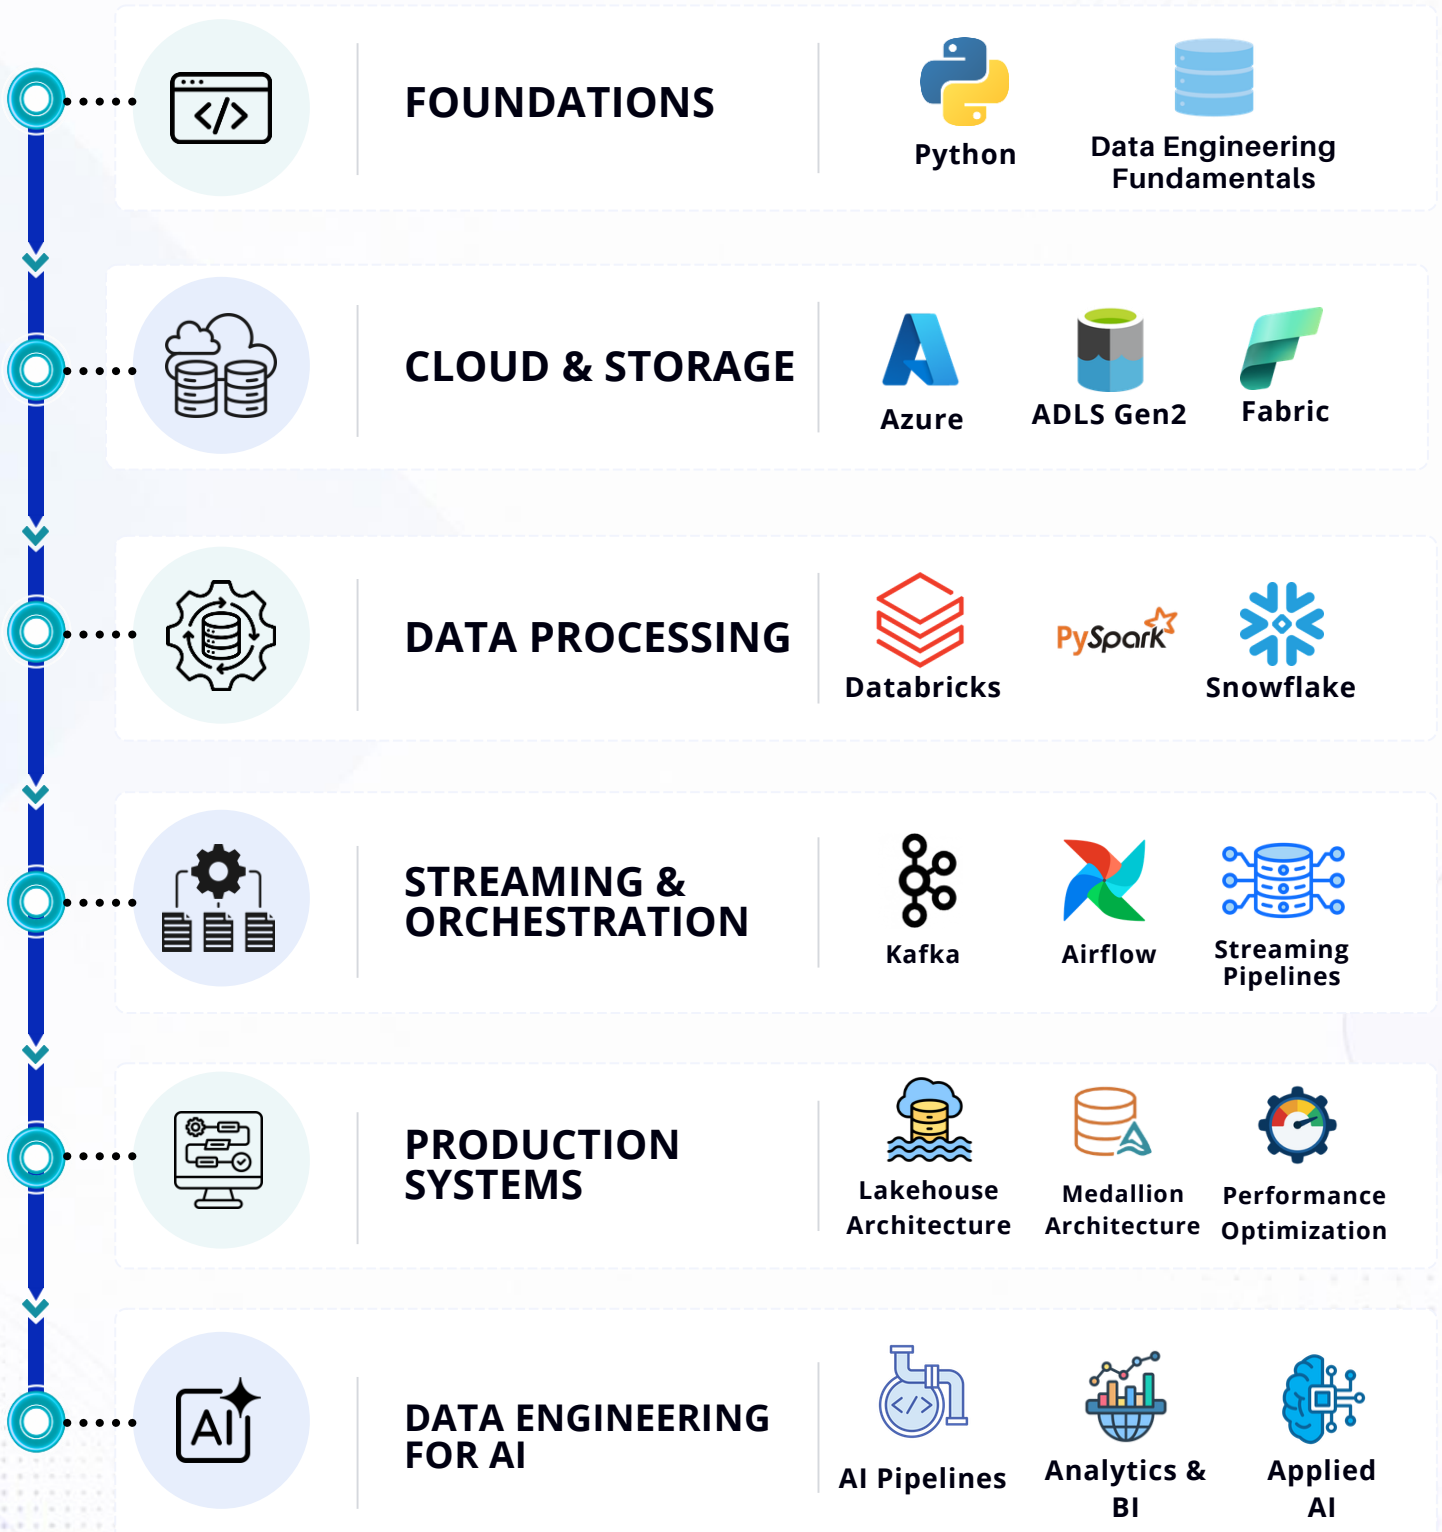 FOUNDATIONS
Python
Data Engineering
Fundamentals
CLOUD & STORAGE
Azure
ADLS Gen2
Fabric
DATA PROCESSING
Databricks
PySpark
Snowflake
STREAMING &
ORCHESTRATION
Kafka
Airflow
Streaming
Pipelines
PRODUCTION
SYSTEMS
Lakehouse
Architecture
Medallion
Architecture
Performance
Optimization
AI
DATA ENGINEERING
FOR AI
AI Pipelines
Analytics &
BI
Applied
AI